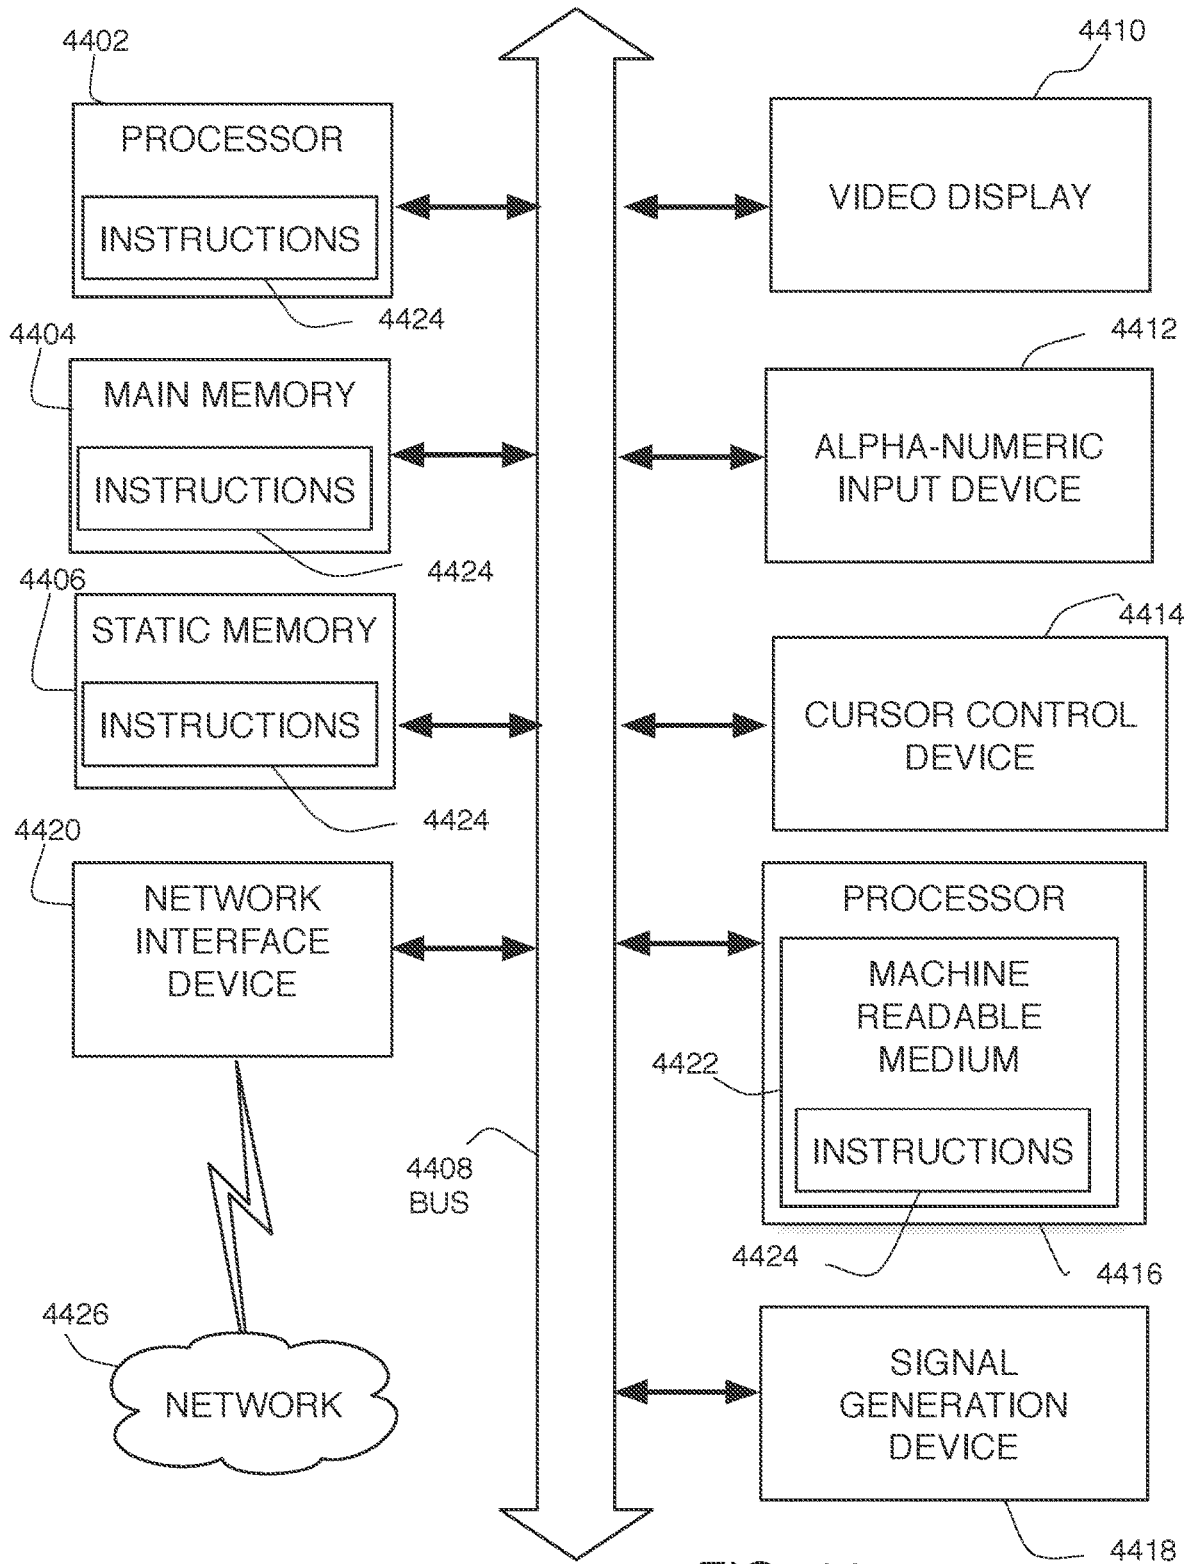 4402
PROCESSOR
INSTRUCTIONS
4424
4404
MAIN MEMORY
INSTRUCTIONS
4424
4406
STATIC MEMORY
INSTRUCTIONS
4424
4420
NETWORK
INTERFACE
DEVICE
4426
NETWORK
4408
BUS
4410
VIDEO DISPLAY
4412
ALPHA-NUMERIC
INPUT DEVICE
4414
CURSOR CONTROL
DEVICE
PROCESSOR
MACHINE
READABLE
MEDIUM
4422
INSTRUCTIONS
4424
4416
SIGNAL
GENERATION
DEVICE
4418